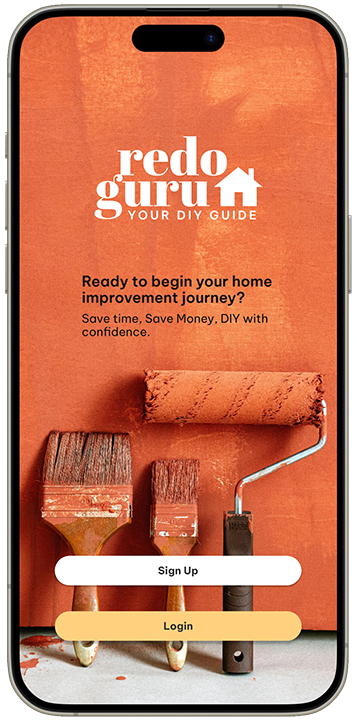 redo
guru
YOUR DIY GUIDE
Ready to begin your home
improvement journey?
Save time, Save Money, DIY with
confidence.
Sign Up
Login